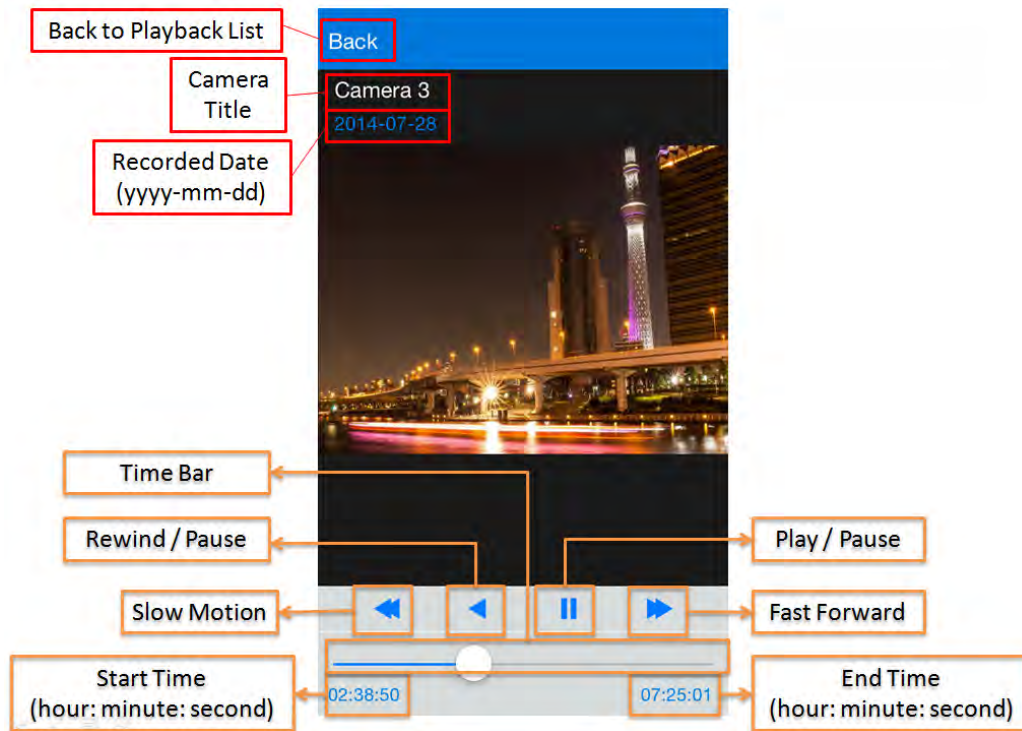 Back to Playback List
Back
Camera
Title
Camera 3
2014-07-28
Recorded Date
(yyyy-mm-dd)
Time Bar
Rewind / Pause
Play / Pause
Slow Motion
Fast Forward
Start Time
(hour: minute: second)
02:38:50
07:25:01
End Time
(hour: minute: second)